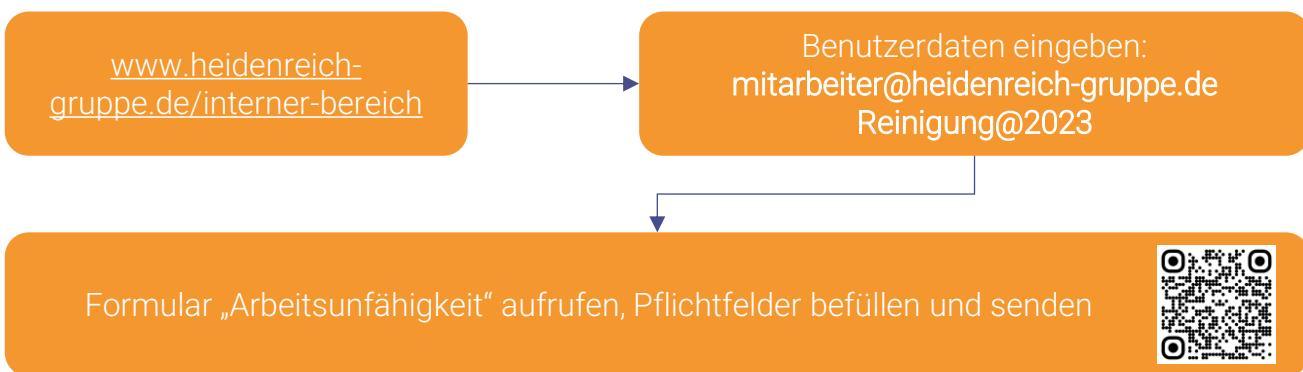 www.heidenreich-
gruppe.de/interner-bereich
Benutzerdaten eingeben:
mitarbeiter@heidenreich-gruppe.de
Reinigung@2023
Formular „Arbeitsunfähigkeit“ aufrufen, Pflichtfelder befüllen und senden